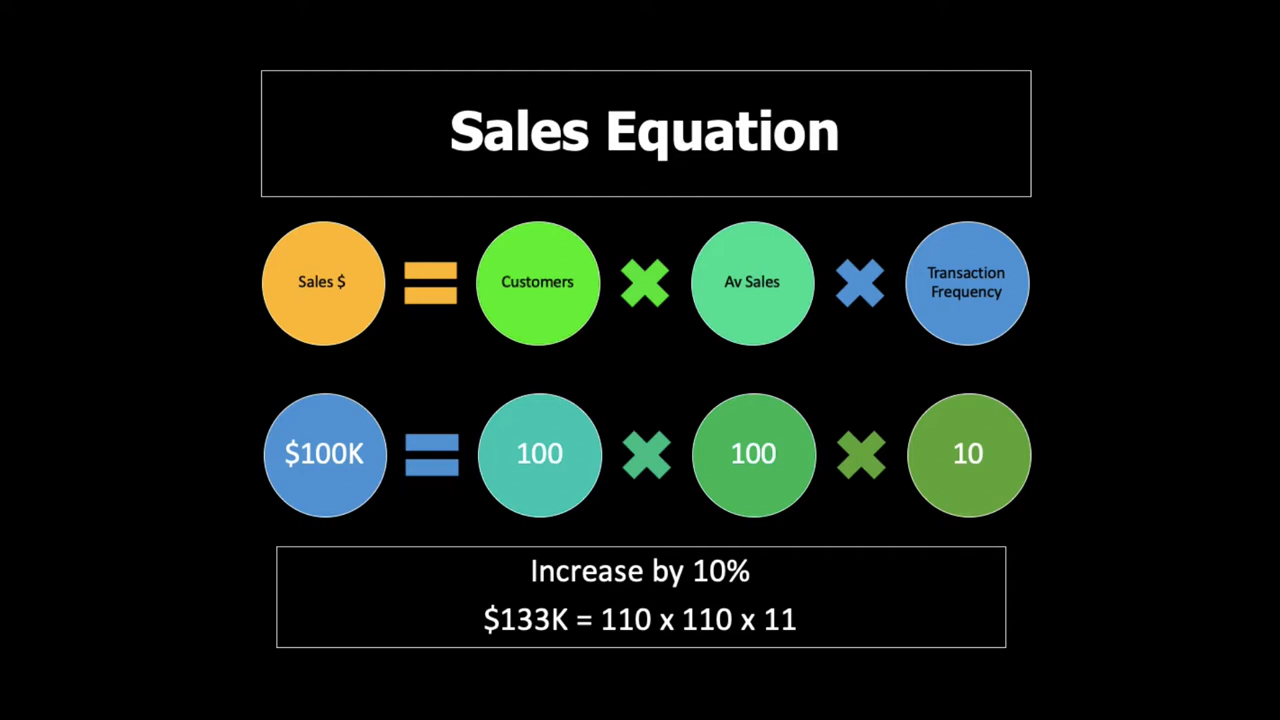 Sales Equation
Sales $
Customers
Av Sales
Transaction
Frequency
$100K
100
100
10
Increase by 10%
$133K = 110 x 110 x 11